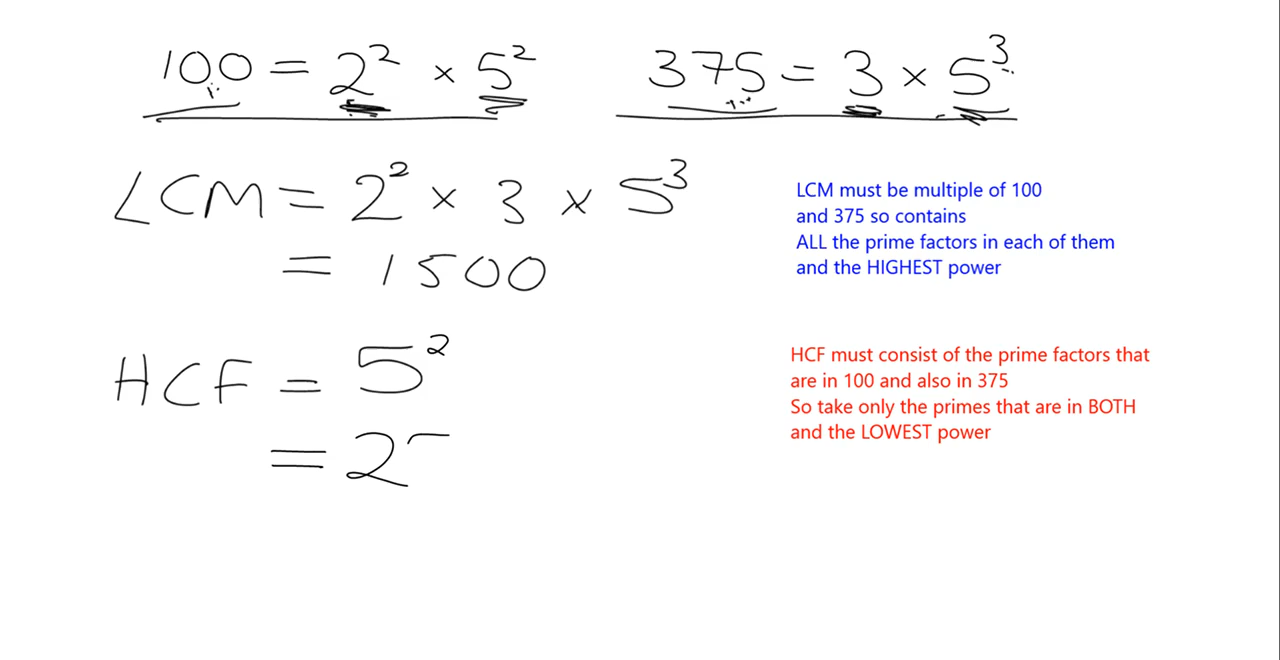 100 = 2² × 5²
375 = 3 × 5³
LCM = 2² × 3 × 5³
= 1500
LCM must be multiple of 100
and 375 so contains
ALL the prime factors in each of them
and the HIGHEST power
HCF = 5²
= 2
HCF must consist of the prime factors that
are in 100 and also in 375
So take only the primes that are in BOTH
and the LOWEST power